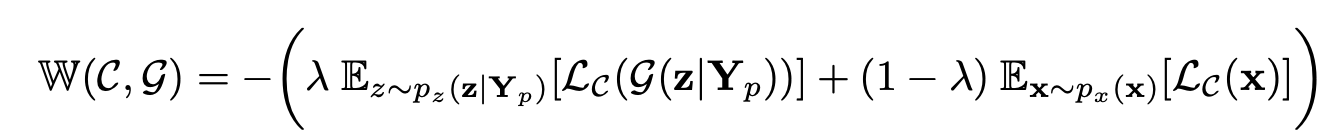 𝕎(𝒞, 𝒢) = −(λ 𝔼_{z∼p_z(𝐳|𝐘_p)}[ℒ_𝒞(𝒢(𝐳|𝐘_p))] + (1 − λ) 𝔼_{𝐱∼p_x(𝐱)}[ℒ_𝒞(𝐱)])